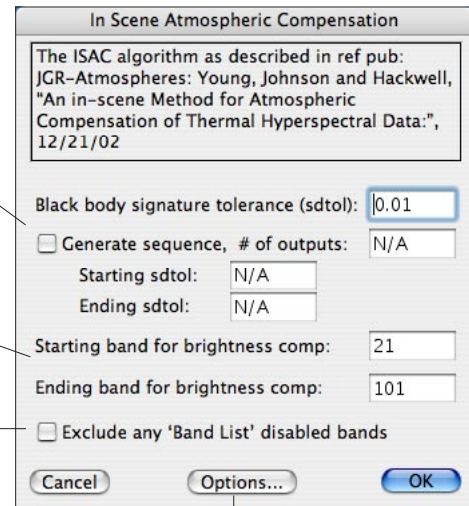 In Scene Atmospheric Compensation
The ISAC algorithm as described in ref pub:
JGR-Atmospheres: Young, Johnson and Hackwell,
"An in-scene Method for Atmospheric
Compensation of Thermal Hyperspectral Data:",
12/21/02
Black body signature tolerance (sdtol): 0.01
Generate sequence, # of outputs: N/A
Starting sdtol: N/A
Ending sdtol: N/A
Starting band for brightness comp: 21
Ending band for brightness comp: 101
Exclude any 'Band List' disabled bands
Cancel Options... OK